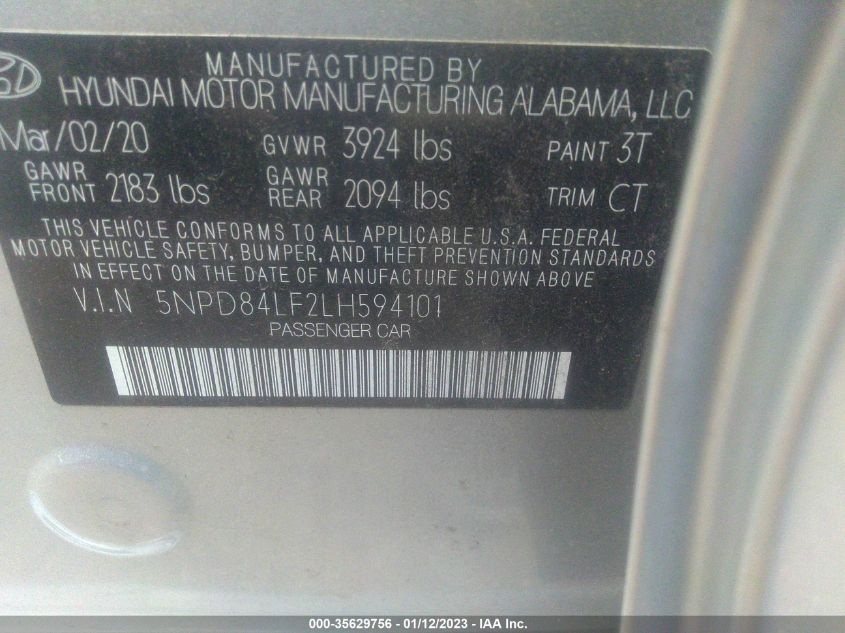 MANUFACTURED BY
HYUNDAI MOTOR MANUFACTURING ALABAMA, LLC
Mar/02/20 GVWR 3924 lbs PAINT 3T
GAWR FRONT 2183 lbs GAWR REAR 2094 lbs TRIM CT
THIS VEHICLE CONFORMS TO ALL APPLICABLE U.S.A. FEDERAL
MOTOR VEHICLE SAFETY, BUMPER, AND THEFT PREVENTION STANDARDS
IN EFFECT ON THE DATE OF MANUFACTURE SHOWN ABOVE
V.I.N 5NPD84LF2LH594101
PASSENGER CAR
000-35629756 - 01/12/2023 - IAA Inc.